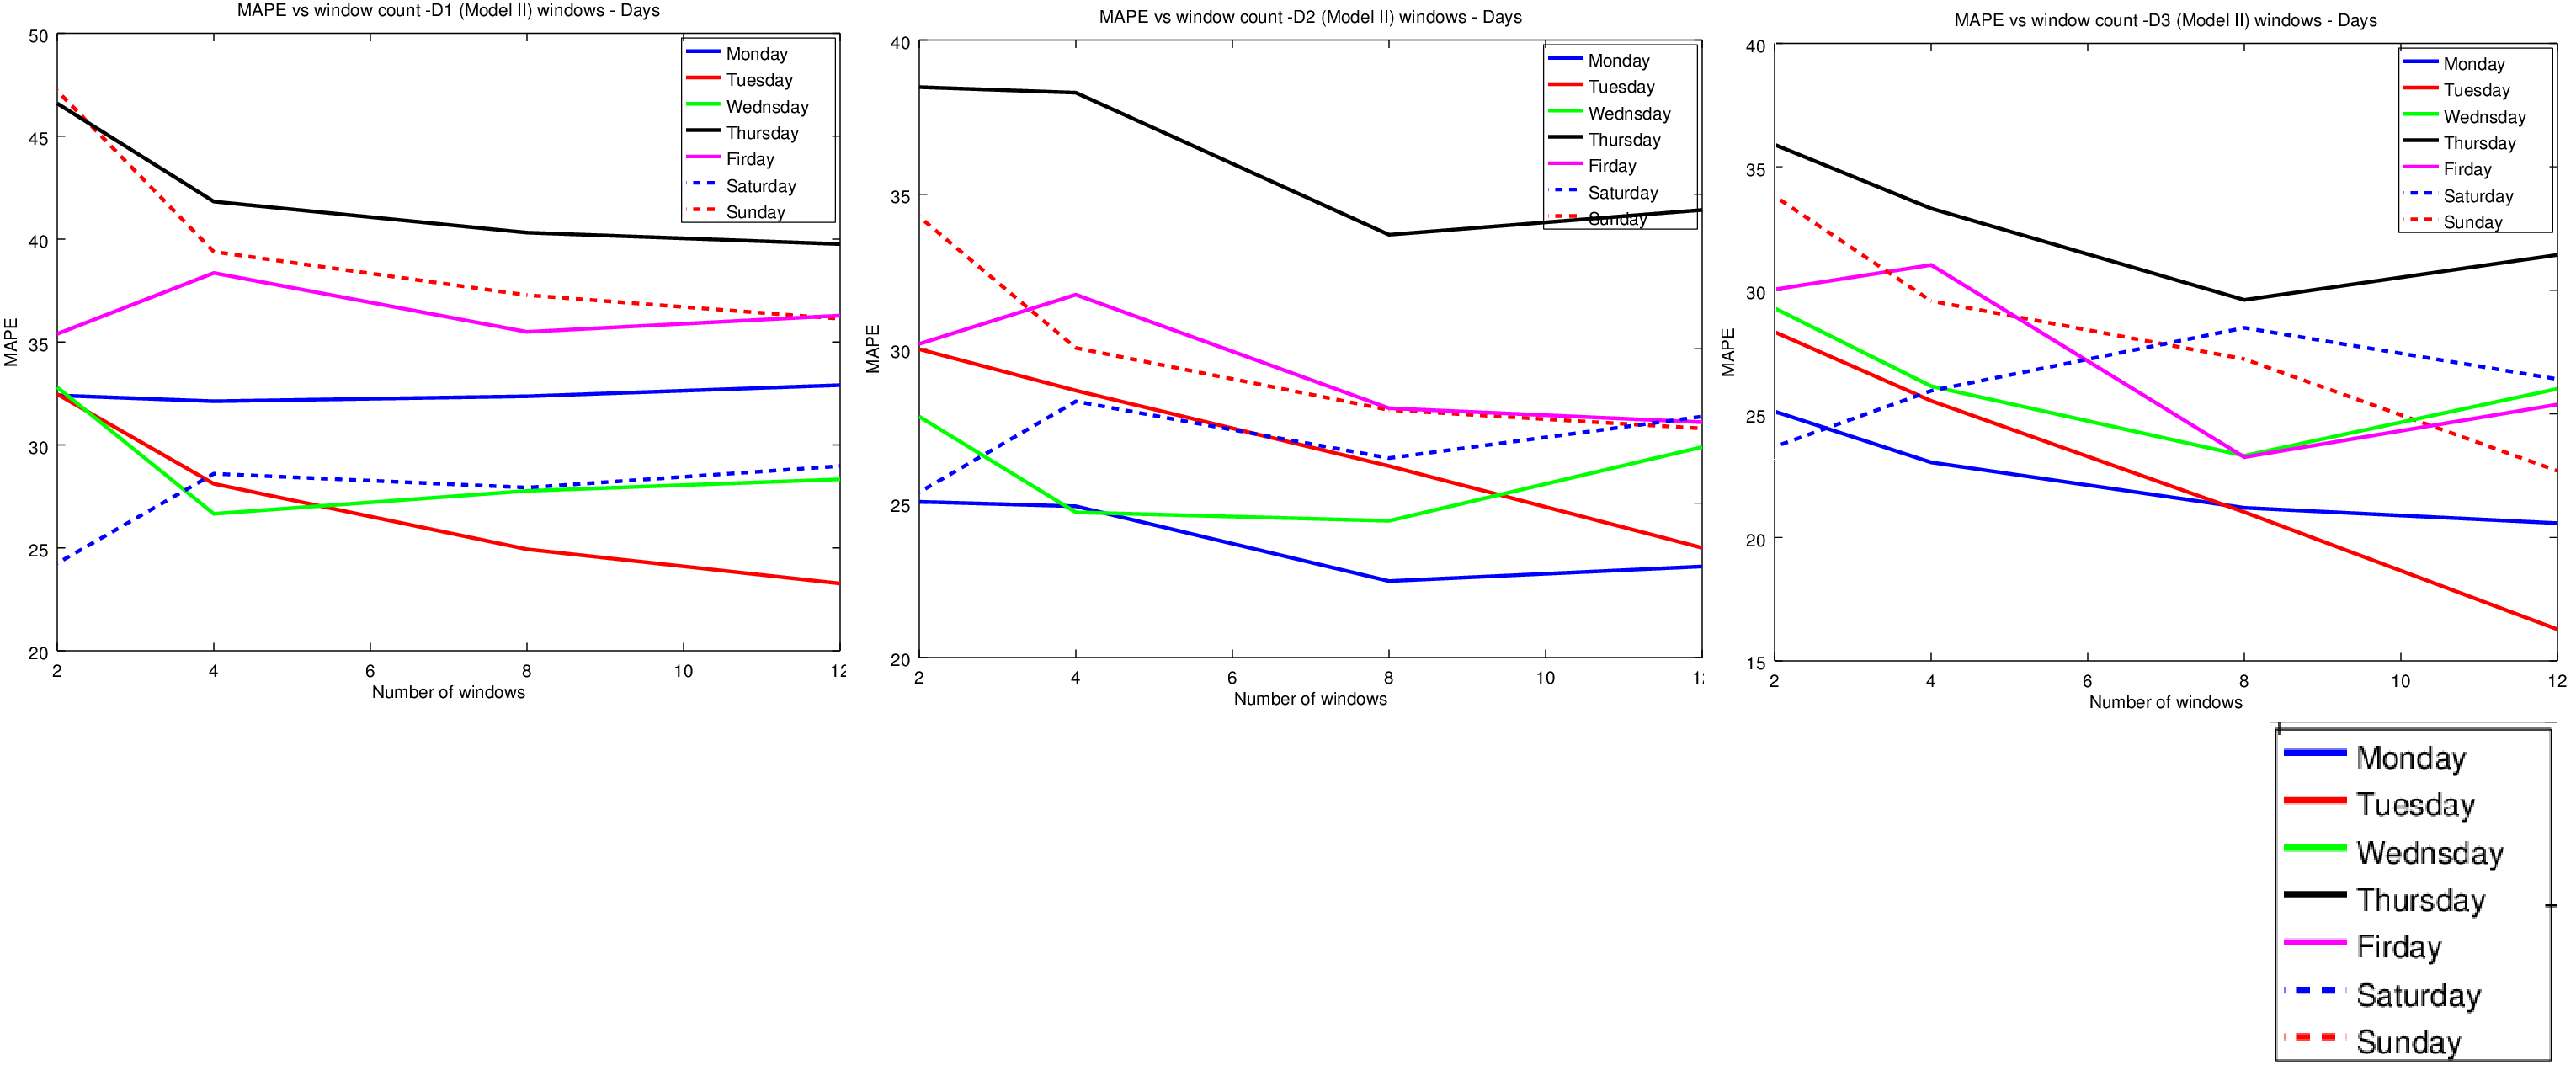 MAPE vs window count -D1 (Model II) windows - Days
50
45
40
35
30
25
20
MAPE
2
4
6
8
10
12
Number of windows
Monday
Tuesday
Wednsday
Thursday
Firday
Saturday
Sunday
MAPE vs window count -D2 (Model II) windows - Days
40
35
30
25
20
MAPE
2
4
6
8
10
Number of windows
Monday
Tuesday
Wednsday
Thursday
Firday
Saturday
Sunday
MAPE vs window count -D3 (Model II) windows - Days
40
35
30
25
20
15
MAPE
2
4
6
8
10
12
Number of windows
Monday
Tuesday
Wednsday
Thursday
Firday
Saturday
Sunday
Monday
Tuesday
Wednsday
Thursday
Firday
Saturday
Sunday